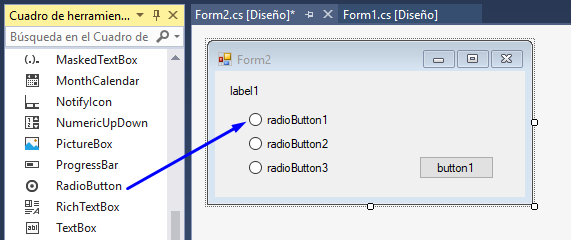 Cuadro de herramien...
Búsqueda en el Cuadro de
MaskedTextBox
MonthCalendar
NotifyIcon
NumericUpDown
PictureBox
ProgressBar
RadioButton
RichTextBox
TextBox
Form2.cs [Diseño]*
Form1.cs [Diseño]
Form2
label1
radioButton1
radioButton2
radioButton3
button1